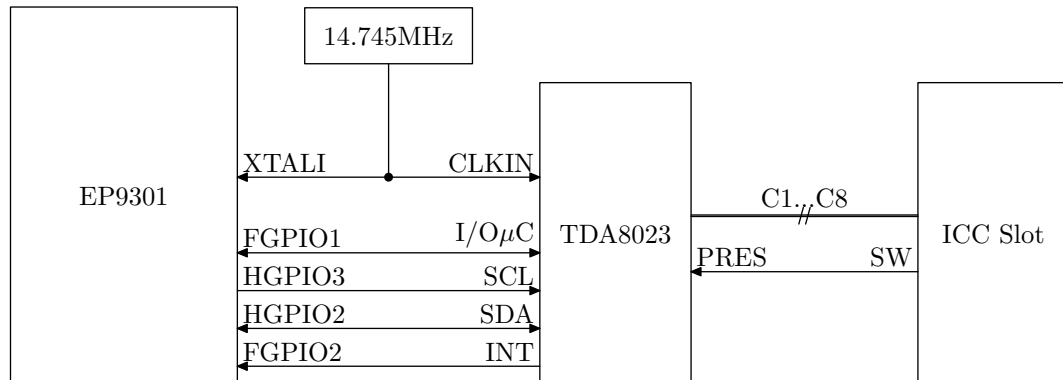 14.745MHz
XTALI CLKIN
EP9301
C1...C8
FGPIO1 I/OμC TDA8023 ICC Slot
PRES SW
HGPIO3 SCL
HGPIO2 SDA
FGPIO2 INT